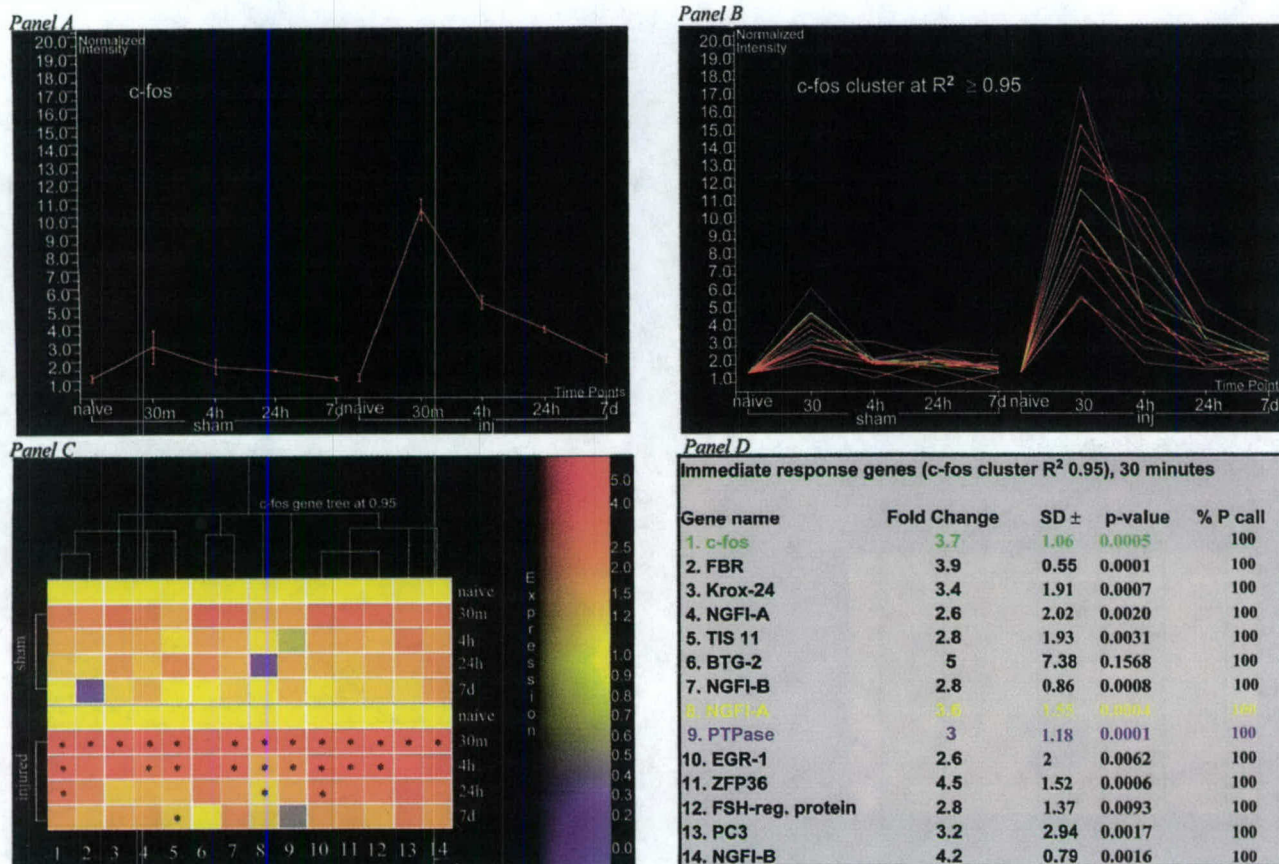 Panel A
Normalized
Intensity
20.0
19.0
18.0
17.0
16.0
15.0
14.0
13.0
12.0
11.0
10.0
9.0
8.0
7.0
6.0
5.0
4.0
3.0
2.0
1.0
c-fos
Time Points
naive 30m 4h 24h 7d naive 30m 4h 24h 7d
sham inj
Panel B
Normalized
Intensity
20.0
19.0
18.0
17.0
16.0
15.0
14.0
13.0
12.0
11.0
10.0
9.0
8.0
7.0
6.0
5.0
4.0
3.0
2.0
1.0
c-fos cluster at R² ≥ 0.95
Time Points
naive 30 4h 24h 7d naive 30 4h 24h 7d
sham inj
Panel C
c-fos gene tree at 0.95
naive
30m
4h
24h
7d
naive
30m
4h
24h
7d
sham
injured
1 2 3 4 5 6 7 8 9 10 11 12 13 14
Expression
5.0
4.0
2.5
2.0
1.5
1.2
1.0
0.9
0.8
0.7
0.6
0.5
0.4
0.3
0.2
0.0
Panel D
Immediate response genes (c-fos cluster R² 0.95), 30 minutes
Gene name Fold Change SD ± p-value % P call
1. c-fos 3.7 1.06 0.0005 100
2. FBR 3.9 0.55 0.0001 100
3. Krox-24 3.4 1.91 0.0007 100
4. NGFI-A 2.6 2.02 0.0020 100
5. TIS 11 2.8 1.93 0.0031 100
6. BTG-2 5 7.38 0.1568 100
7. NGFI-B 2.8 0.86 0.0008 100
8. NGFI-A 100
9. PTPase 3 1.18 0.0001 100
10. EGR-1 2.6 2 0.0062 100
11. ZFP36 4.5 1.52 0.0006 100
12. FSH-reg. protein 2.8 1.37 0.0093 100
13. PC3 3.2 2.94 0.0017 100
14. NGFI-B 4.2 0.79 0.0016 100